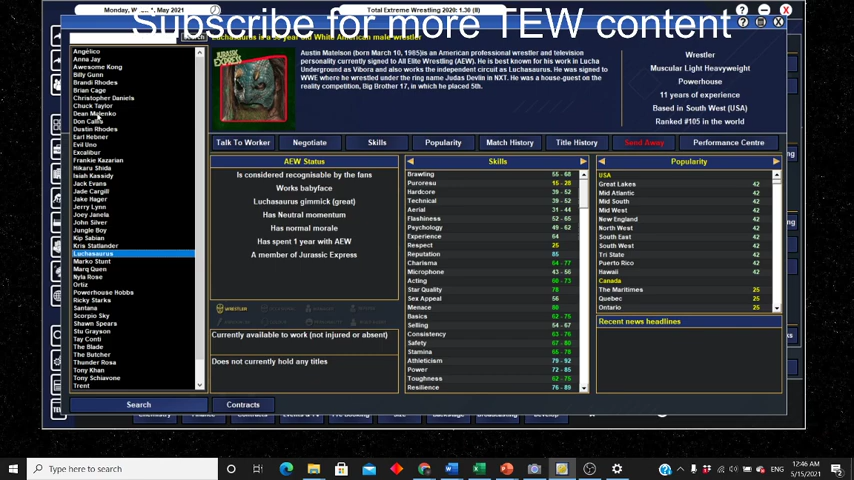 Monday, W
May, 2021
Total Extreme Wrestling 2020: 1.38 (8)
Subscribe for more TEW content
Luchasaurus is a 36 year old White American male wrestler
Search
Angélico
Anna Jay
Awesome Kong
Billy Gunn
Brandi Rhodes
Brian Cage
Christopher Daniels
Chuck Taylor
Dean Malenko
Don Callis
Dustin Rhodes
Earl Hebner
Evil Uno
Excalibur
Frankie Kazarian
Hikaru Shida
Isiah Kassidy
Jack Evans
Jade Cargill
Jake Hager
Jerry Lynn
Joey Janela
John Silver
Jungle Boy
Kip Sabian
Kris Statlander
Luchasaurus
Marko Stunt
Marq Quen
Nyla Rose
Ortiz
Powerhouse Hobbs
Ricky Starks
Santana
Scorpio Sky
Shawn Spears
Stu Grayson
Tay Conti
The Blade
The Butcher
Thunder Rosa
Tony Khan
Tony Schiavone
Trent
JURASSIC EXPRESS
Austin Matelson (born March 10, 1985)is an American professional wrestler and television
personality currently signed to All Elite Wrestling (AEW). He is best known for his work in Lucha
Underground as Vibora and also works the independent circuit as Luchasaurus. He was signed to
WWE where he wrestled under the ring name Judas Devlin in NXT. He was a house-guest on the
reality competition, Big Brother 17, in which he placed 5th.
Wrestler
Muscular Light Heavyweight
Powerhouse
11 years of experience
Based in South West (USA)
Ranked #105 in the world
Talk To Worker
Negotiate
Skills
Popularity
Match History
Title History
Send Away
Performance Centre
AEW Status
Is considered recognisable by the fans
Works babyface
Luchasaurus gimmick (great)
Has Neutral momentum
Has normal morale
Has spent 1 year with AEW
A member of Jurassic Express
WRESTLER
Currently available to work (not injured or absent)
Does not currently hold any titles
Skills
Brawling 55 - 68
Puroresu 15 - 28
Hardcore 39 - 52
Technical 39 - 52
Aerial 31 - 44
Flashiness 52 - 65
Psychology 49 - 62
Experience 64
Respect 25
Reputation 85
Charisma 64 - 77
Microphone 43 - 56
Acting 60 - 73
Star Quality 78
Sex Appeal 56
Menace 80
Basics 62 - 75
Selling 54 - 67
Consistency 63 - 76
Safety 67 - 80
Stamina 65 - 78
Athleticism 79 - 92
Power 72 - 85
Toughness 62 - 75
Resilience 76 - 89
Popularity
USA
Great Lakes 42
Mid Atlantic 42
Mid South 42
Mid West 42
New England 42
North West 42
South East 42
South West 42
Tri State 42
Puerto Rico 42
Hawaii 42
Canada
The Maritimes 25
Quebec 25
Ontario 25
Recent news headlines
Search
Contracts
Type here to search
ENG
12:46 AM
5/15/2021